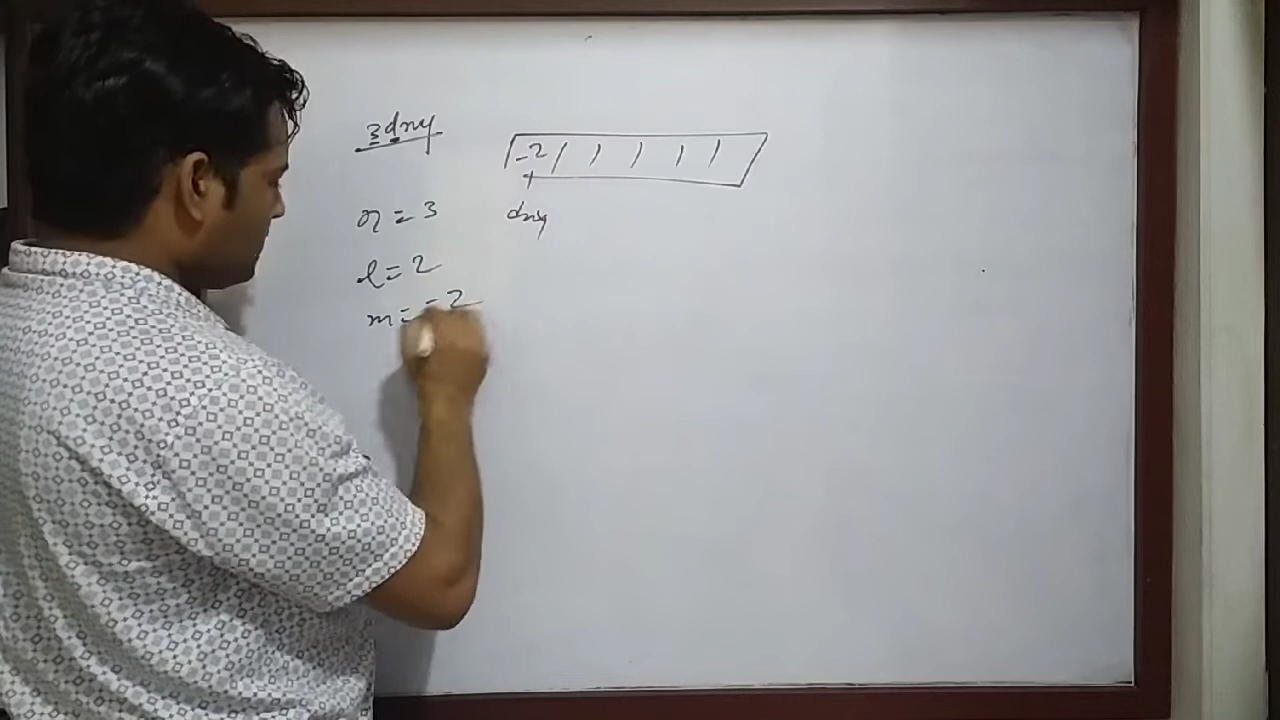 3dxy
-2
dxy
n = 3
l = 2
m = -2